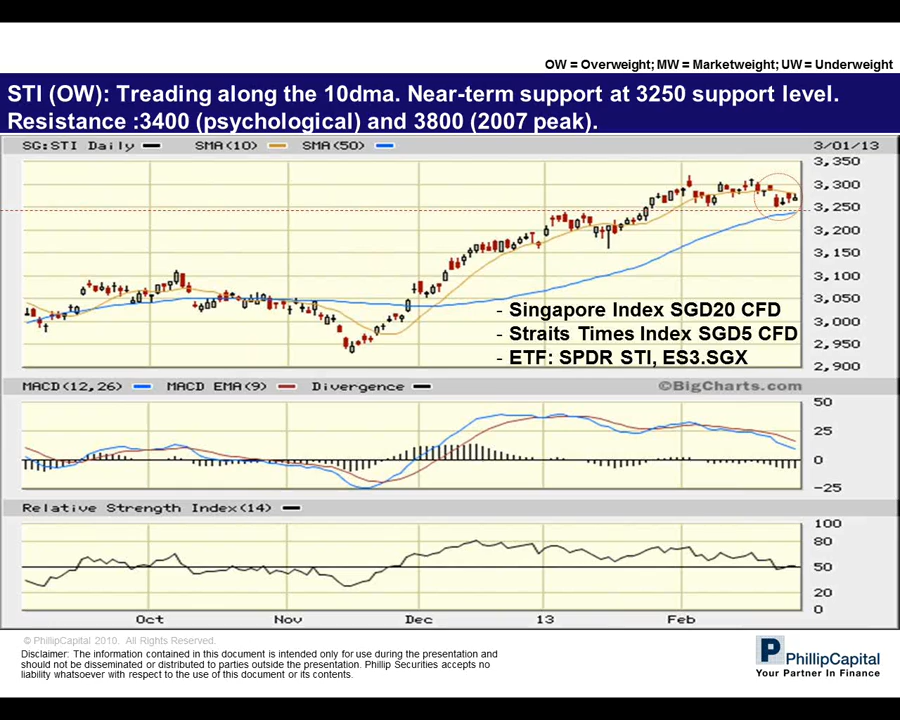 OW = Overweight; MW = Marketweight; UW = Underweight
STI (OW): Treading along the 10dma. Near-term support at 3250 support level.
Resistance :3400 (psychological) and 3800 (2007 peak).
SG:STI Daily SMA(10) SMA(50) 3/01/13
3,350
3,300
3,250
3,200
3,150
3,100
3,050
3,000
2,950
2,900
- Singapore Index SGD20 CFD
- Straits Times Index SGD5 CFD
- ETF: SPDR STI, ES3.SGX
MACD(12,26) MACD EMA(9) Divergence ©BigCharts.com
50
25
0
-25
Relative Strength Index(14)
100
80
50
20
0
Oct Nov Dec 13 Feb
© PhillipCapital 2010. All Rights Reserved.
Disclaimer: The information contained in this document is intended only for use during the presentation and
should not be disseminated or distributed to parties outside the presentation. Phillip Securities accepts no
liability whatsoever with respect to the use of this document or its contents.
P PhillipCapital
Your Partner In Finance